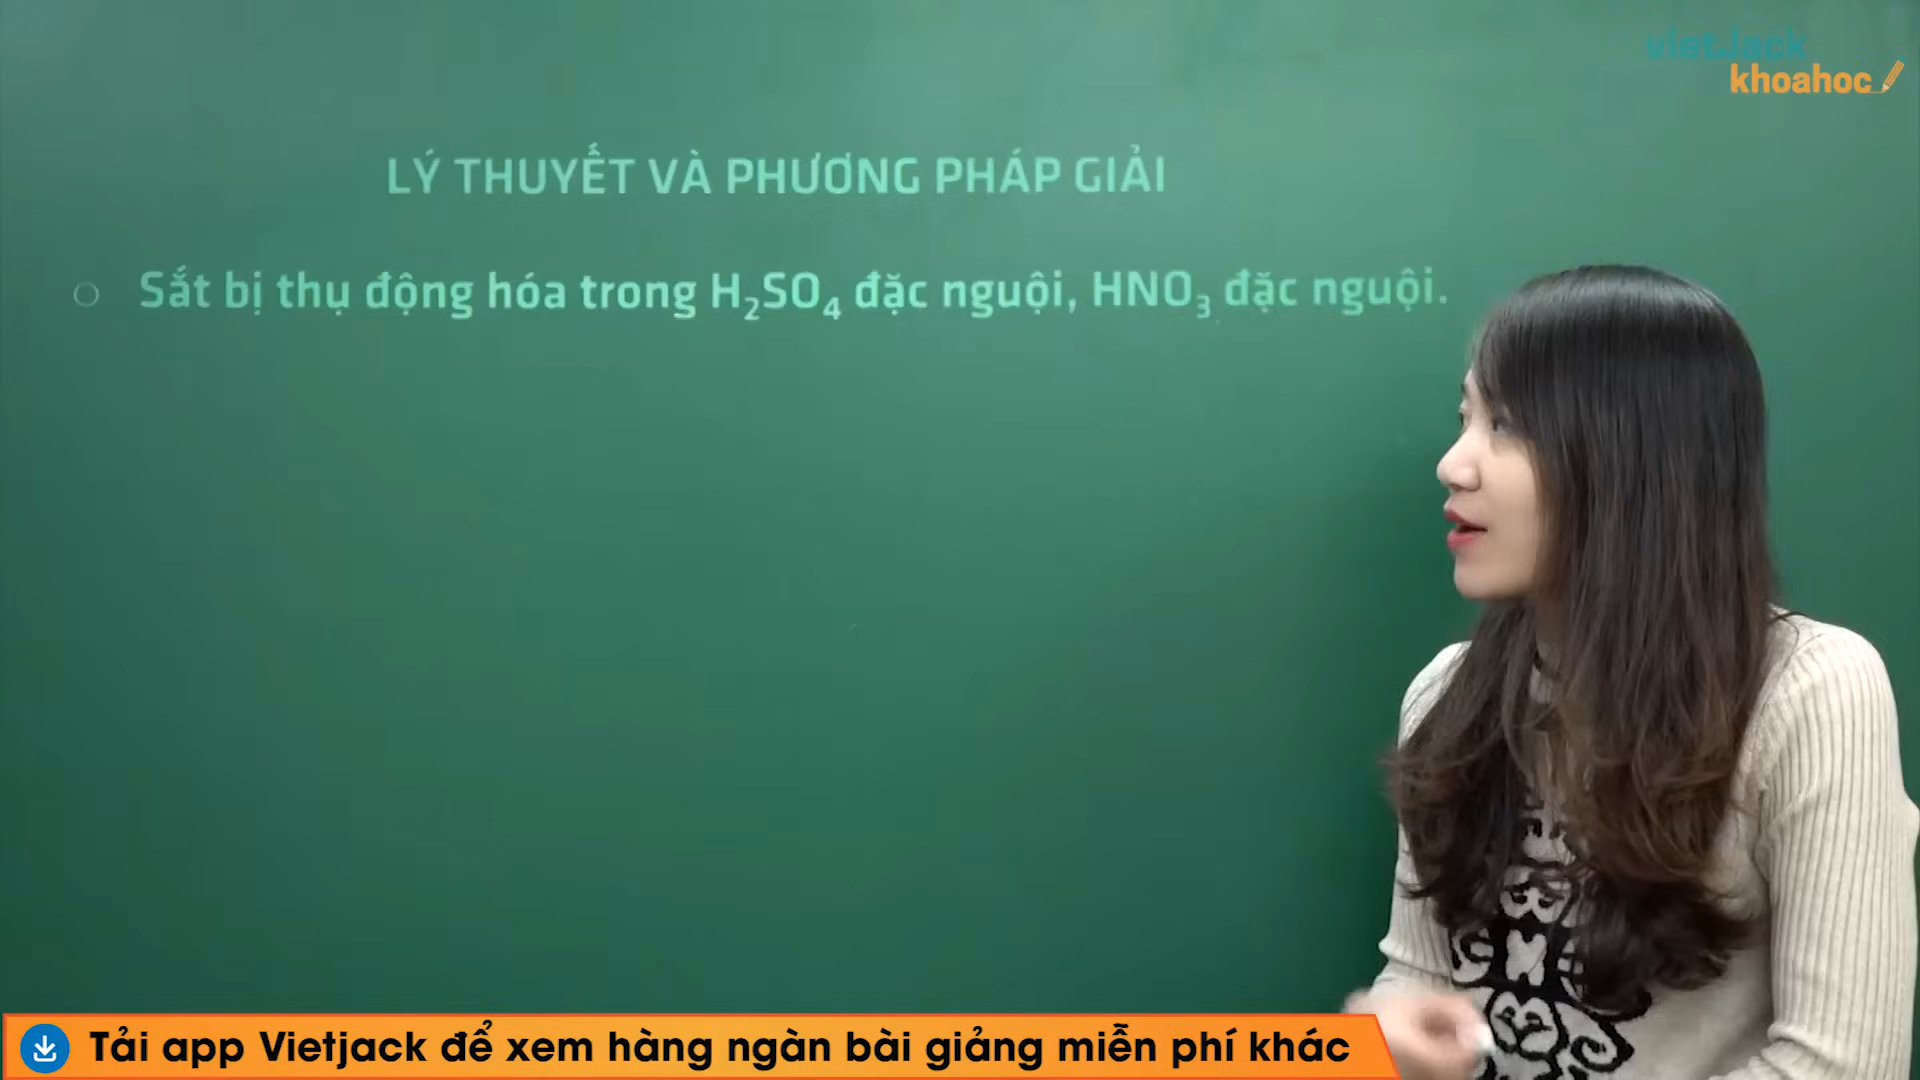 vietJack
khoahoc
LÝ THUYẾT VÀ PHƯƠNG PHÁP GIẢI
Sắt bị thụ động hóa trong H₂SO₄ đặc nguội, HNO₃ đặc nguội.
Tải app Vietjack để xem hàng ngàn bài giảng miễn phí khác